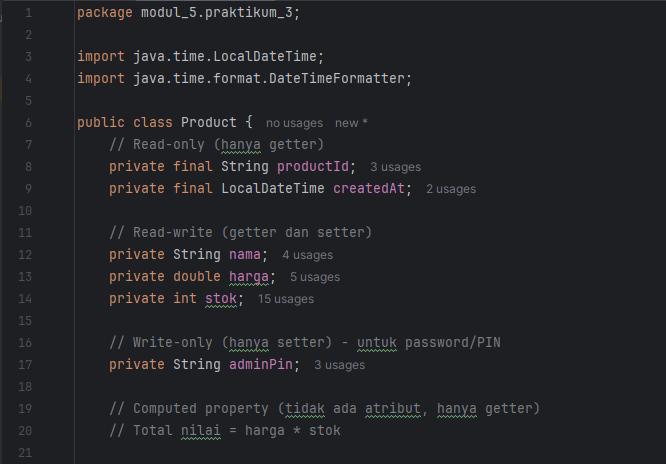 1 package modul_5.praktikum_3;
2
3 import java.time.LocalDateTime;
4 import java.time.format.DateTimeFormatter;
5
6 public class Product { no usages new *
7 // Read-only (hanya getter)
8 private final String productId; 3 usages
9 private final LocalDateTime createdAt; 2 usages
10
11 // Read-write (getter dan setter)
12 private String nama; 4 usages
13 private double harga; 5 usages
14 private int stok; 15 usages
15
16 // Write-only (hanya setter) - untuk password/PIN
17 private String adminPin; 3 usages
18
19 // Computed property (tidak ada atribut, hanya getter)
20 // Total nilai = harga * stok
21